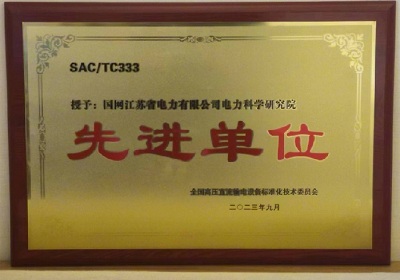 SAC/TC333
授予：国网江苏省电力有限公司电力科学研究院
先进单位
全国高压直流输电设备标准化技术委员会
二〇二三年九月